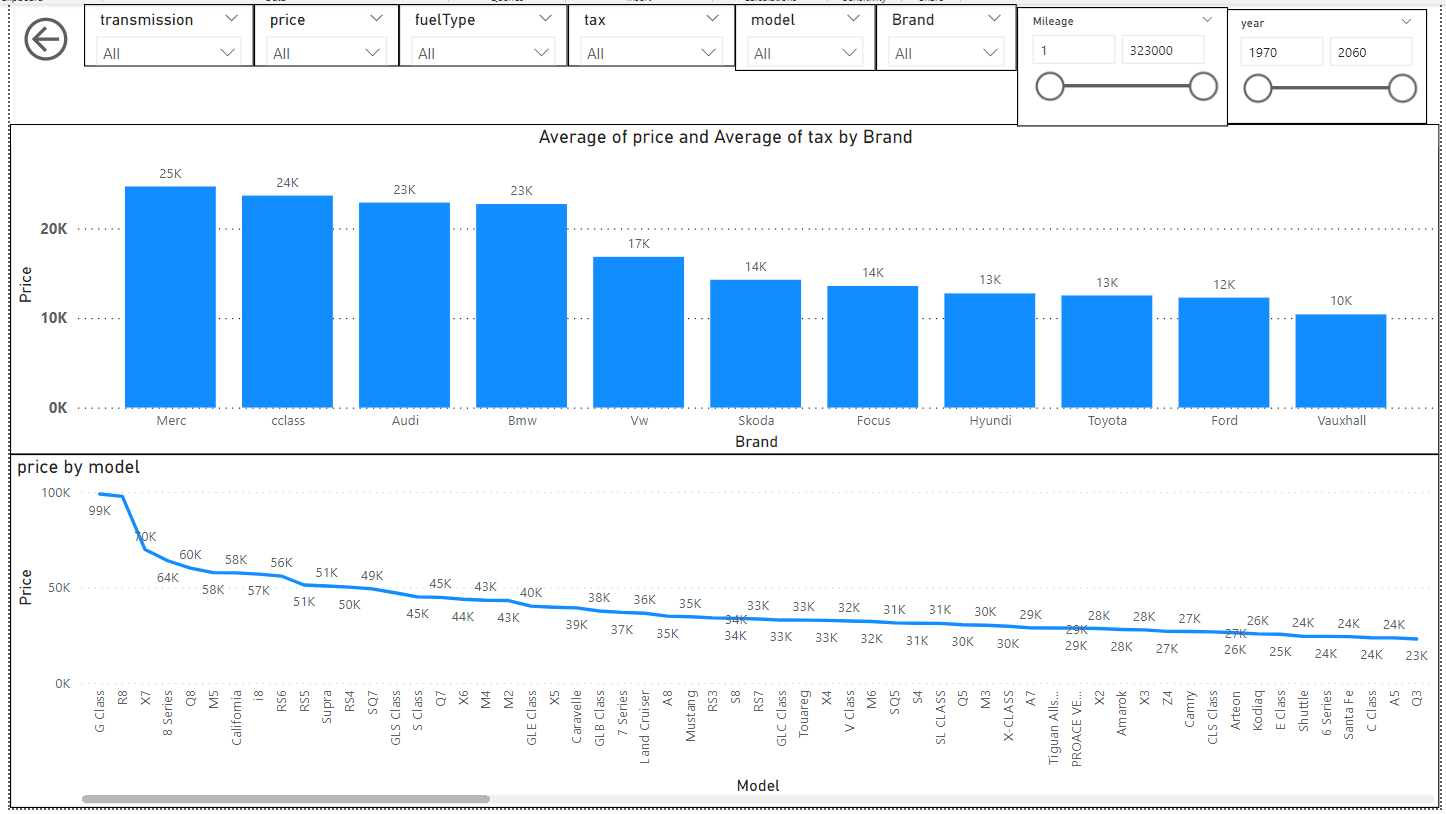 transmission
All
price
All
fuelType
All
tax
All
model
All
Brand
All
Mileage
1 323000
year
1970 2060
Average of price and Average of tax by Brand
Price
20K
10K
0K
25K 24K 23K 23K 17K 14K 14K 13K 13K 12K 10K
Merc cclass Audi Bmw Vw Skoda Focus Hyundi Toyota Ford Vauxhall
Brand
price by model
Price
100K
50K
0K
99K 70K 64K 60K 58K 58K 57K 56K 51K 51K 50K 49K 45K 45K 44K 43K 43K 40K 39K 38K 37K 36K 35K 35K 34K 34K 33K 33K 33K 33K 32K 32K 31K 31K 31K 30K 30K 30K 29K 29K 29K 28K 28K 28K 27K 27K 27K 26K 26K 25K 24K 24K 24K 24K 24K 23K
G Class
R8
X7
8 Series
Q8
M5
California
i8
RS6
RS5
Supra
RS4
SQ7
GLS Class
S Class
Q7
X6
M4
M2
GLE Class
X5
Caravelle
GLB Class
7 Series
Land Cruiser
A8
Mustang
RS3
S8
RS7
GLC Class
Touareg
X4
V Class
M6
SQ5
S4
SL CLASS
Q5
M3
X-CLASS
A7
Tiguan Alls...
PROACE VE...
X2
Amarok
X3
Z4
Camry
CLS Class
Arteon
Kodiaq
E Class
Shuttle
6 Series
Santa Fe
C Class
A5
Q3
Model